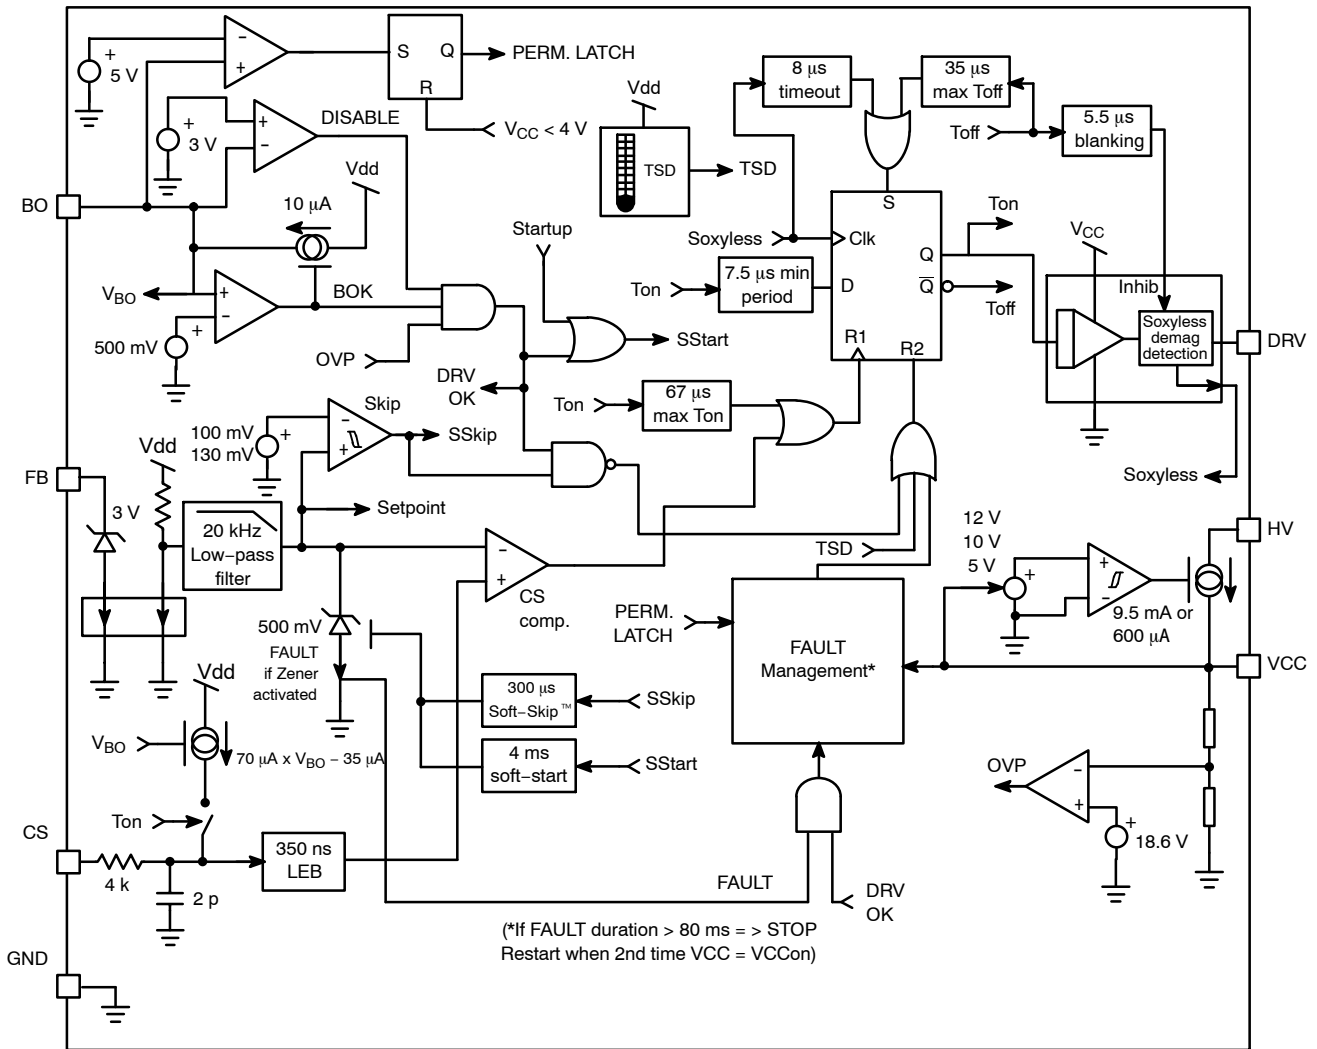 5 V
+
−
+
S
Q
R
PERM. LATCH
VCC < 4 V
3 V
+
+
−
DISABLE
Vdd
TSD
TSD
8 μs
timeout
35 μs
max Toff
Toff
5.5 μs
blanking
BO
10 μA
Vdd
VBO
+
−
BOK
500 mV
+
OVP
Startup
SStart
DRV
OK
Soxyless
Ton
7.5 μs min
period
S
Clk
D
Q
Q
R1
R2
Ton
Toff
VCC
Inhib
Soxyless
demag
detection
DRV
Soxyless
Ton
67 μs
max Ton
100 mV
130 mV
+
Skip
−
+
SSkip
Setpoint
FB
3 V
Vdd
20 kHz
Low−pass
filter
−
+
CS
comp.
500 mV
FAULT
if Zener
activated
TSD
PERM.
LATCH
FAULT
Management*
12 V
10 V
5 V
+
+
−
9.5 mA or
600 μA
HV
VCC
300 μs
Soft−Skip™
SSkip
4 ms
soft−start
SStart
Vdd
VBO
70 μA x VBO − 35 μA
Ton
CS
4 k
2 p
350 ns
LEB
OVP
−
+
+
18.6 V
FAULT
DRV
OK
(*If FAULT duration > 80 ms = > STOP
Restart when 2nd time VCC = VCCon)
GND